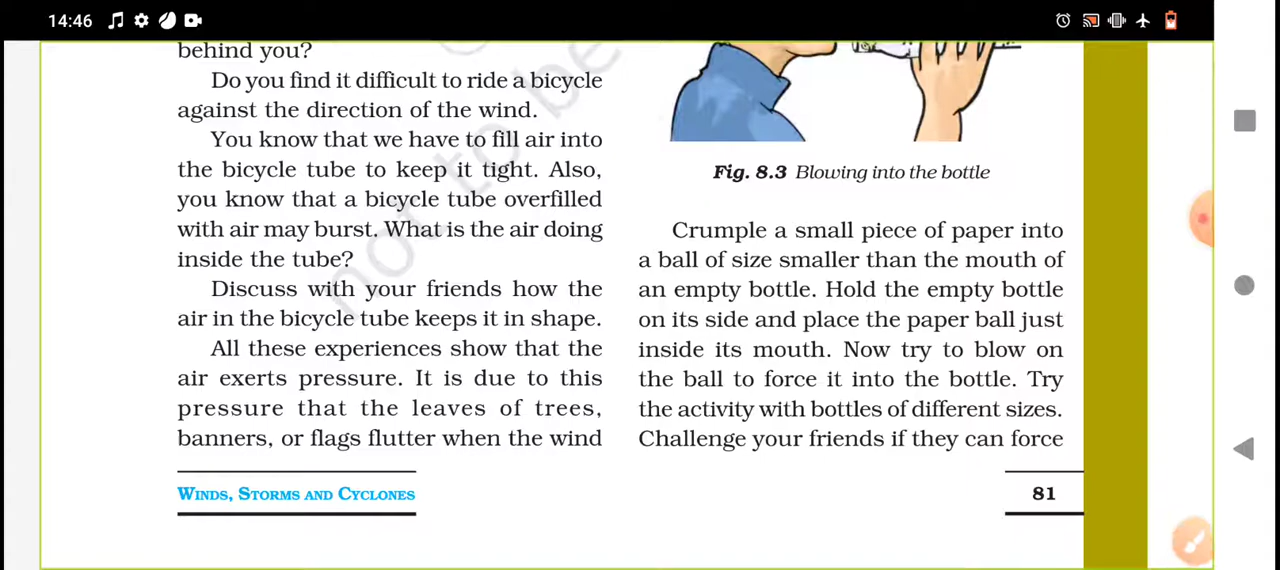 14:46
behind you?
Do you find it difficult to ride a bicycle
against the direction of the wind.
You know that we have to fill air into
the bicycle tube to keep it tight. Also,
you know that a bicycle tube overfilled
with air may burst. What is the air doing
inside the tube?
Discuss with your friends how the
air in the bicycle tube keeps it in shape.
All these experiences show that the
air exerts pressure. It is due to this
pressure that the leaves of trees,
banners, or flags flutter when the wind
Fig. 8.3 Blowing into the bottle
Crumple a small piece of paper into
a ball of size smaller than the mouth of
an empty bottle. Hold the empty bottle
on its side and place the paper ball just
inside its mouth. Now try to blow on
the ball to force it into the bottle. Try
the activity with bottles of different sizes.
Challenge your friends if they can force
WINDS, STORMS AND CYCLONES
81
not to be